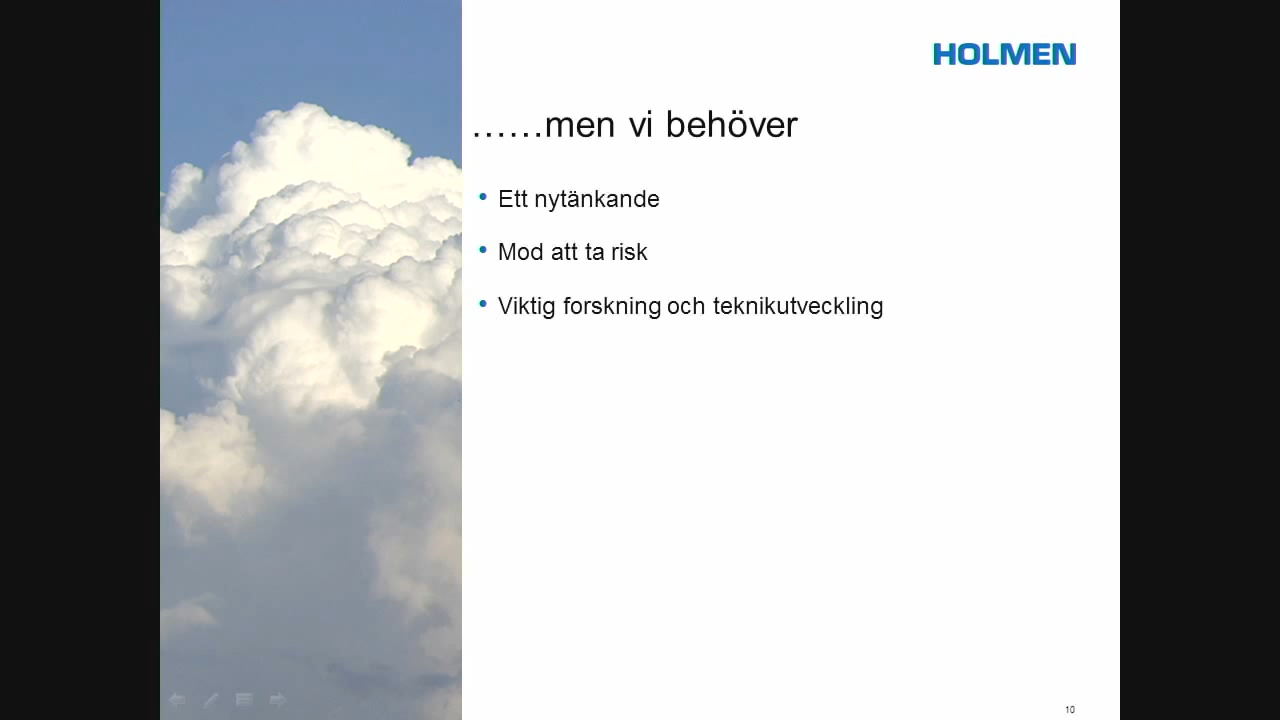 HOLMEN
……men vi behöver
• Ett nytänkande
• Mod att ta risk
• Viktig forskning och teknikutveckling
10